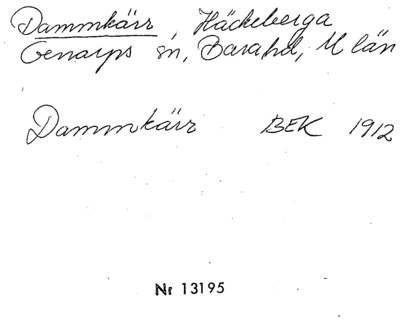 Dammkärr, Häckeberga
Genarps sn, Bara hd, M län
Dammkärr BEK 1912
Nr 13195